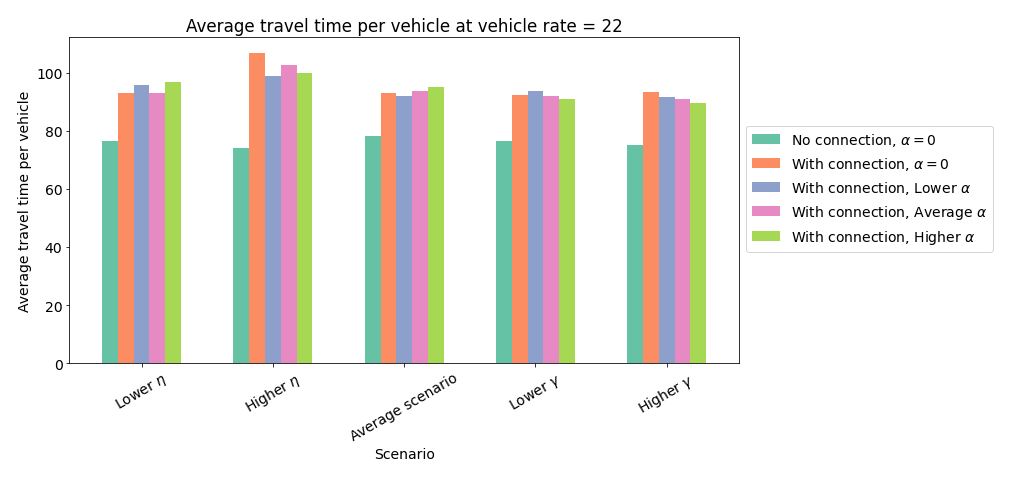 Average travel time per vehicle at vehicle rate = 22
Average travel time per vehicle
100
80
60
40
20
0
Lower η
Higher η
Average scenario
Lower γ
Higher γ
Scenario
No connection, α = 0
With connection, α = 0
With connection, Lower α
With connection, Average α
With connection, Higher α